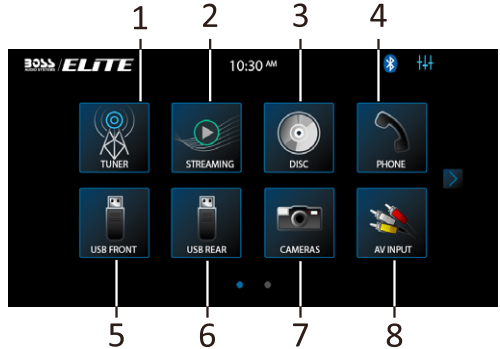 1 2 3 4
BOSS AUDIO SYSTEMS ELITE 10:30 AM
TUNER STREAMING DISC PHONE
USB FRONT USB REAR CAMERAS AV INPUT
5 6 7 8